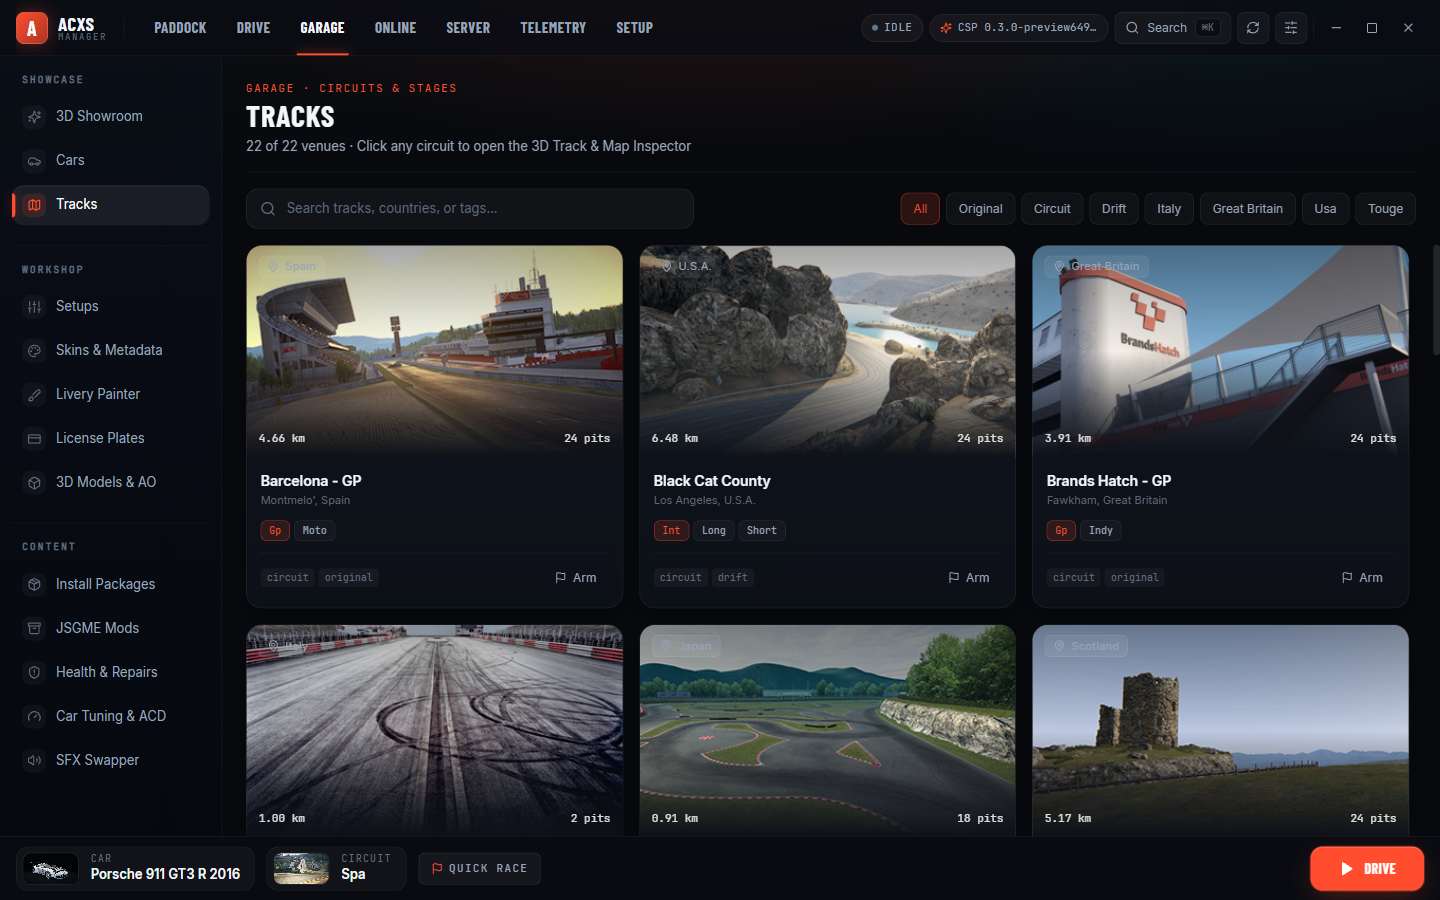 A
ACXS
MANAGER
PADDOCK
DRIVE
GARAGE
ONLINE
SERVER
TELEMETRY
SETUP
IDLE
CSP 0.3.0-preview649…
Search
⌘K
SHOWCASE
3D Showroom
Cars
Tracks
WORKSHOP
Setups
Skins & Metadata
Livery Painter
License Plates
3D Models & AO
CONTENT
Install Packages
JSGME Mods
Health & Repairs
Car Tuning & ACD
SFX Swapper
GARAGE · CIRCUITS & STAGES
TRACKS
22 of 22 venues · Click any circuit to open the 3D Track & Map Inspector
Search tracks, countries, or tags...
All
Original
Circuit
Drift
Italy
Great Britain
Usa
Touge
Spain
4.66 km
24 pits
Barcelona - GP
Montmelo', Spain
Gp
Moto
circuit
original
Arm
U.S.A.
6.48 km
24 pits
Black Cat County
Los Angeles, U.S.A.
Int
Long
Short
circuit
drift
Arm
Great Britain
BrandsHatch
3.91 km
24 pits
Brands Hatch - GP
Fawkham, Great Britain
Gp
Indy
circuit
original
Arm
Italy
1.00 km
2 pits
Japan
0.91 km
18 pits
Scotland
5.17 km
24 pits
CAR
Porsche 911 GT3 R 2016
CIRCUIT
Spa
QUICK RACE
DRIVE